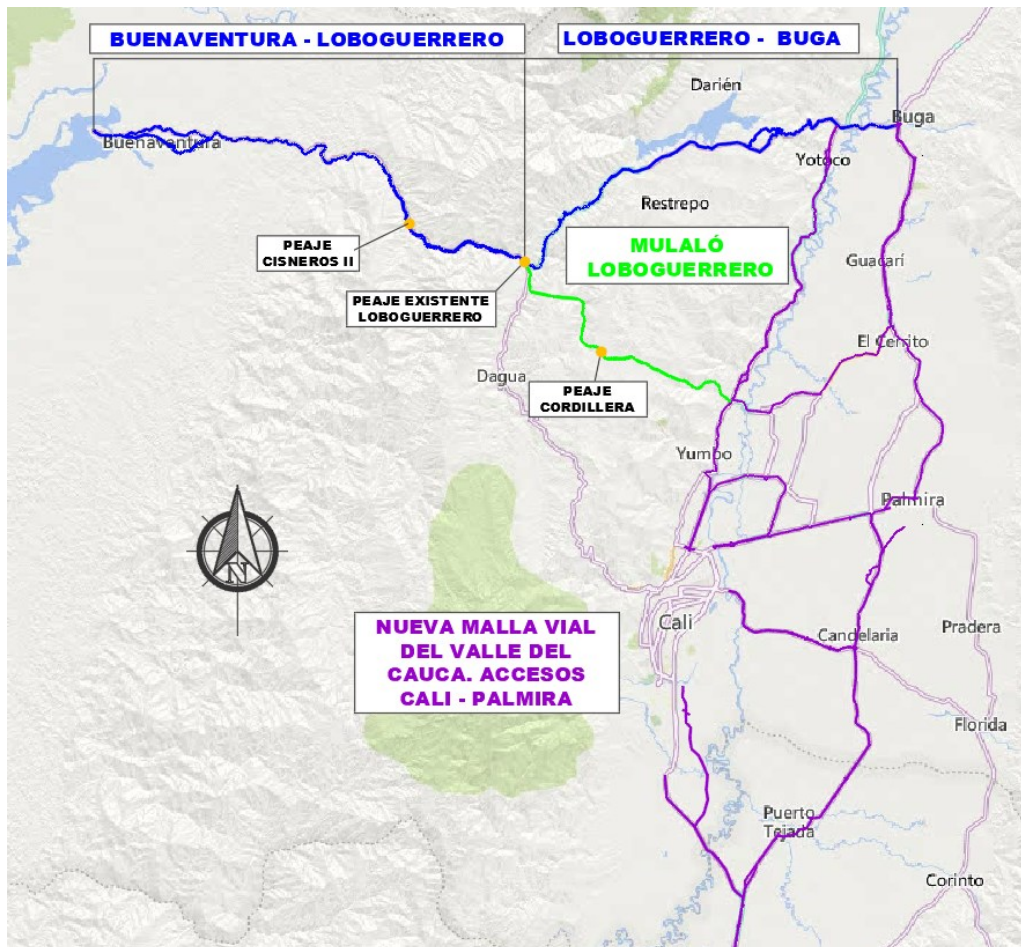 BUENAVENTURA - LOBOGUERRERO
LOBOGUERRERO - BUGA
Darién
Buga
Buenaventura
Yotoco
Restrepo
PEAJE
CISNEROS II
MULALÓ
LOBOGUERRERO
Guacarí
PEAJE EXISTENTE
LOBOGUERRERO
El Cerrito
Dagua
PEAJE
CORDILLERA
Yumbo
Palmira
N
NUEVA MALLA VIAL
DEL VALLE DEL
CAUCA. ACCESOS
CALI - PALMIRA
Cali
Candelaria
Pradera
Florida
Puerto
Tejada
Corinto